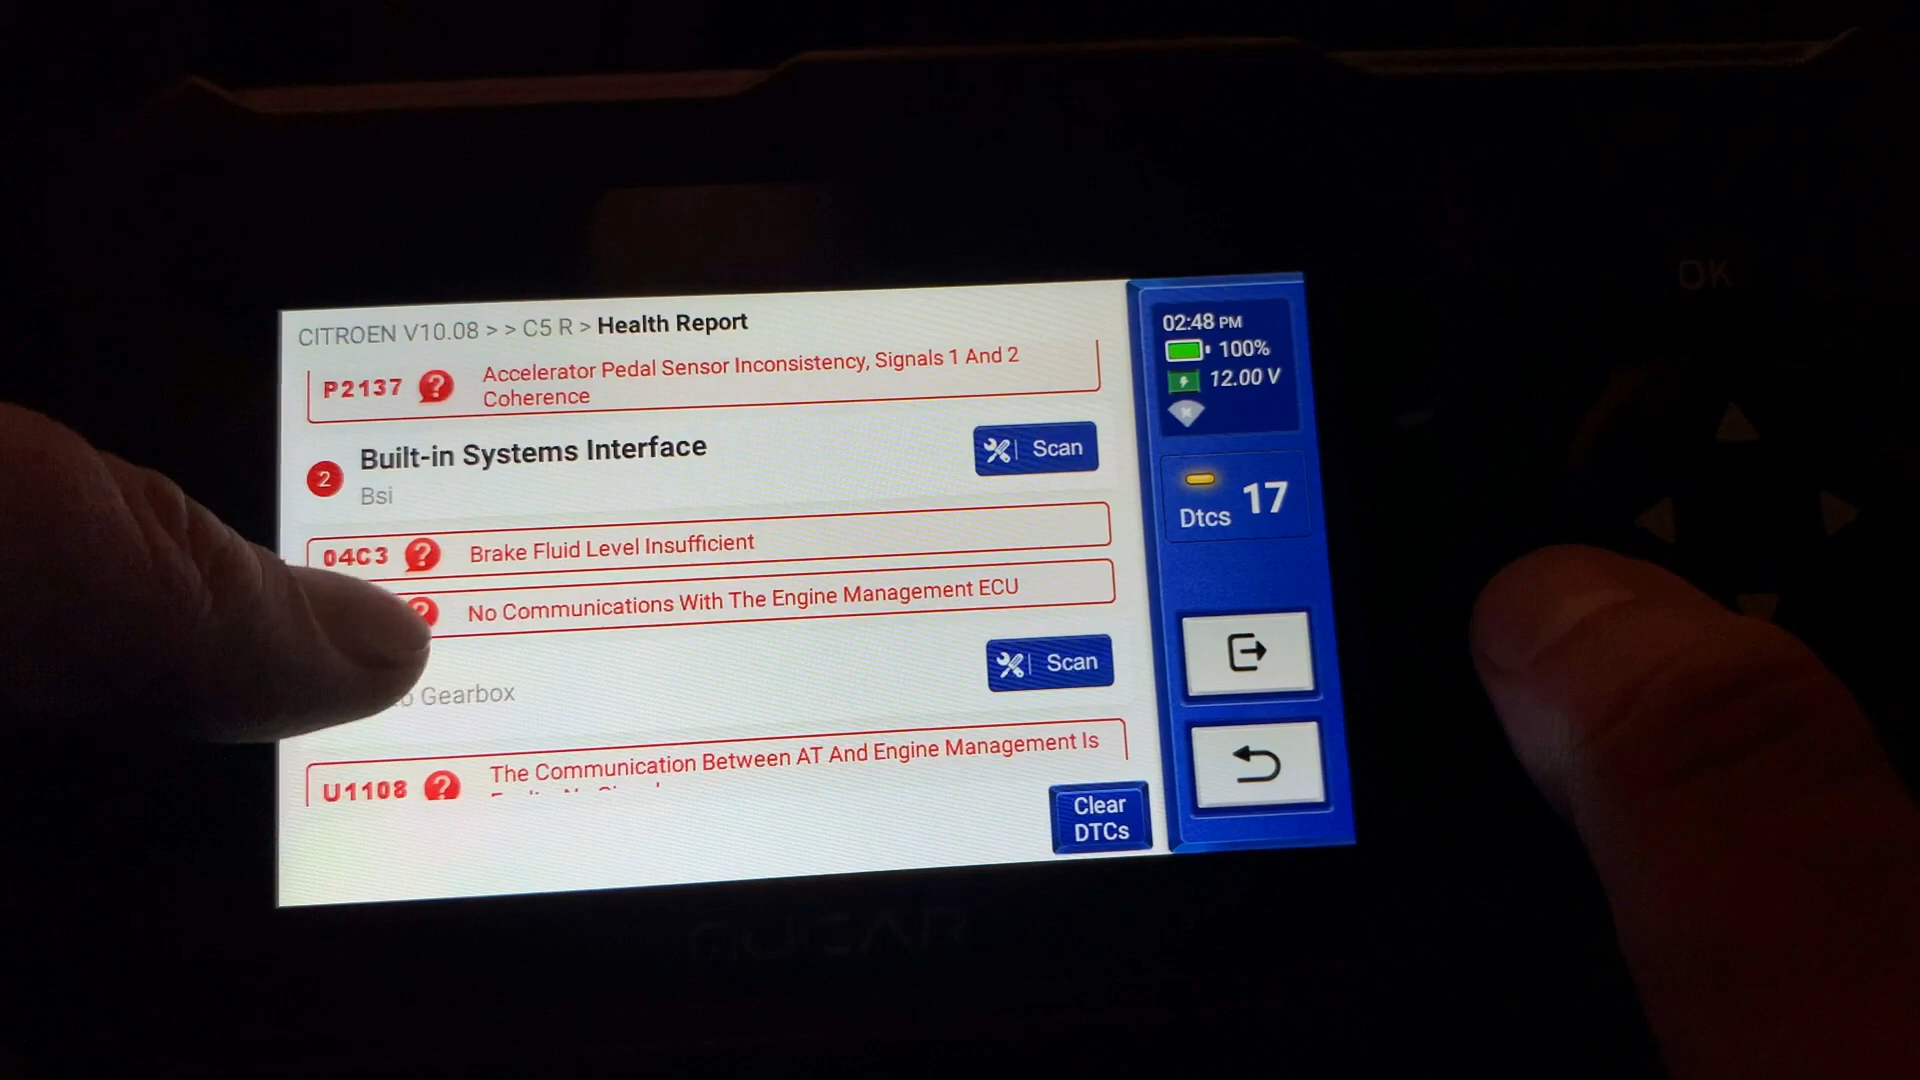 OK
CITROEN V10.08 > > C5 R > Health Report
02:48 PM
100%
12.00 V
P2137
Accelerator Pedal Sensor Inconsistency, Signals 1 And 2
Coherence
2
Built-in Systems Interface
Bsi
Scan
Dtcs 17
04C3
Brake Fluid Level Insufficient
No Communications With The Engine Management ECU
Gearbox
Scan
U1108
The Communication Between AT And Engine Management Is
Clear
DTCs